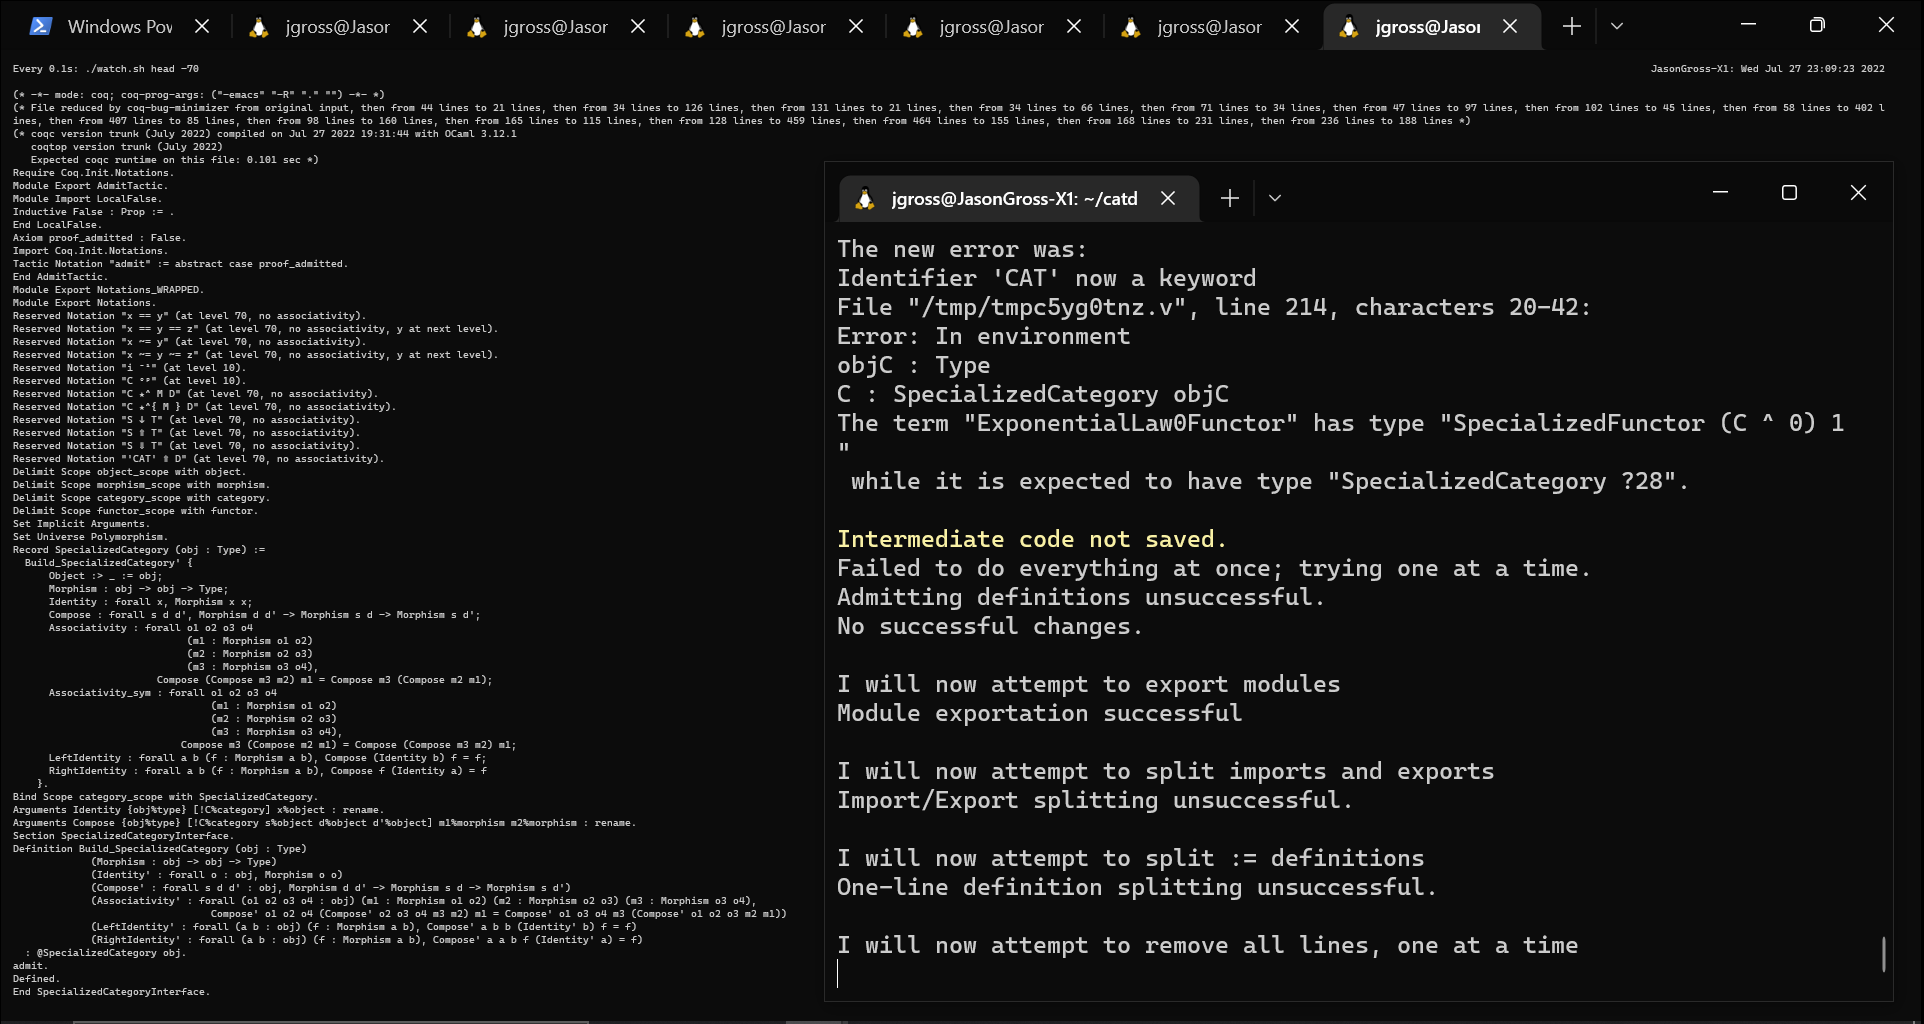 Windows Pov
jgross@Jasor
jgross@Jasor
jgross@Jasor
jgross@Jasor
jgross@Jasor
jgross@Jasor
Every 0.1s: ./watch.sh head -70
JasonGross-X1: Wed Jul 27 23:09:23 2022
(* -*- mode: coq; coq-prog-args: ("-emacs" "-R" "." "") -*- *)
(* File reduced by coq-bug-minimizer from original input, then from 44 lines to 21 lines, then from 34 lines to 126 lines, then from 131 lines to 21 lines, then from 34 lines to 66 lines, then from 71 lines to 34 lines, then from 47 lines to 97 lines, then from 102 lines to 45 lines, then from 58 lines to 402 l
ines, then from 407 lines to 85 lines, then from 98 lines to 160 lines, then from 165 lines to 115 lines, then from 128 lines to 459 lines, then from 464 lines to 155 lines, then from 168 lines to 231 lines, then from 236 lines to 188 lines *)
(* coqc version trunk (July 2022) compiled on Jul 27 2022 19:31:44 with OCaml 3.12.1
coqtop version trunk (July 2022)
Expected coqc runtime on this file: 0.101 sec *)
Require Coq.Init.Notations.
Module Export AdmitTactic.
Module Import LocalFalse.
Inductive False : Prop := .
End LocalFalse.
Axiom proof_admitted : False.
Import Coq.Init.Notations.
Tactic Notation "admit" := abstract case proof_admitted.
End AdmitTactic.
Module Export Notations_WRAPPED.
Module Export Notations.
Reserved Notation "x == y" (at level 70, no associativity).
Reserved Notation "x == y == z" (at level 70, no associativity, y at next level).
Reserved Notation "x ~= y" (at level 70, no associativity).
Reserved Notation "x ~= y ~= z" (at level 70, no associativity, y at next level).
Reserved Notation "i ⁻¹" (at level 10).
Reserved Notation "C ᵒᵖ" (at level 10).
Reserved Notation "C ★^ M D" (at level 70, no associativity).
Reserved Notation "C ★^{ M } D" (at level 70, no associativity).
Reserved Notation "S ↓ T" (at level 70, no associativity).
Reserved Notation "S ⇑ T" (at level 70, no associativity).
Reserved Notation "S ⇓ T" (at level 70, no associativity).
Reserved Notation "'CAT' ⇑ D" (at level 70, no associativity).
Delimit Scope object_scope with object.
Delimit Scope morphism_scope with morphism.
Delimit Scope category_scope with category.
Delimit Scope functor_scope with functor.
Set Implicit Arguments.
Set Universe Polymorphism.
Record SpecializedCategory (obj : Type) :=
Build_SpecializedCategory' {
Object :> _ := obj;
Morphism : obj -> obj -> Type;
Identity : forall x, Morphism x x;
Compose : forall s d d', Morphism d d' -> Morphism s d -> Morphism s d';
Associativity : forall o1 o2 o3 o4
(m1 : Morphism o1 o2)
(m2 : Morphism o2 o3)
(m3 : Morphism o3 o4),
Compose (Compose m3 m2) m1 = Compose m3 (Compose m2 m1);
Associativity_sym : forall o1 o2 o3 o4
(m1 : Morphism o1 o2)
(m2 : Morphism o2 o3)
(m3 : Morphism o3 o4),
Compose m3 (Compose m2 m1) = Compose (Compose m3 m2) m1;
LeftIdentity : forall a b (f : Morphism a b), Compose (Identity b) f = f;
RightIdentity : forall a b (f : Morphism a b), Compose f (Identity a) = f
}.
Bind Scope category_scope with SpecializedCategory.
Arguments Identity {obj%type} [!C%category] x%object : rename.
Arguments Compose {obj%type} [!C%category s%object d%object d'%object] m1%morphism m2%morphism : rename.
Section SpecializedCategoryInterface.
Definition Build_SpecializedCategory (obj : Type)
(Morphism : obj -> obj -> Type)
(Identity' : forall o : obj, Morphism o o)
(Compose' : forall s d d' : obj, Morphism d d' -> Morphism s d -> Morphism s d')
(Associativity' : forall (o1 o2 o3 o4 : obj) (m1 : Morphism o1 o2) (m2 : Morphism o2 o3) (m3 : Morphism o3 o4),
Compose' o1 o2 o4 (Compose' o2 o3 o4 m3 m2) m1 = Compose' o1 o3 o4 m3 (Compose' o1 o2 o3 m2 m1))
(LeftIdentity' : forall (a b : obj) (f : Morphism a b), Compose' a b b (Identity' b) f = f)
(RightIdentity' : forall (a b : obj) (f : Morphism a b), Compose' a a b f (Identity' a) = f)
: @SpecializedCategory obj.
admit.
Defined.
End SpecializedCategoryInterface.
jgross@JasonGross-X1: ~/catd
The new error was:
Identifier 'CAT' now a keyword
File "/tmp/tmpc5yg0tnz.v", line 214, characters 20-42:
Error: In environment
objC : Type
C : SpecializedCategory objC
The term "ExponentialLaw0Functor" has type "SpecializedFunctor (C ^ 0) 1
"
while it is expected to have type "SpecializedCategory ?28".
Intermediate code not saved.
Failed to do everything at once; trying one at a time.
Admitting definitions unsuccessful.
No successful changes.
I will now attempt to export modules
Module exportation successful
I will now attempt to split imports and exports
Import/Export splitting unsuccessful.
I will now attempt to split := definitions
One-line definition splitting unsuccessful.
I will now attempt to remove all lines, one at a time